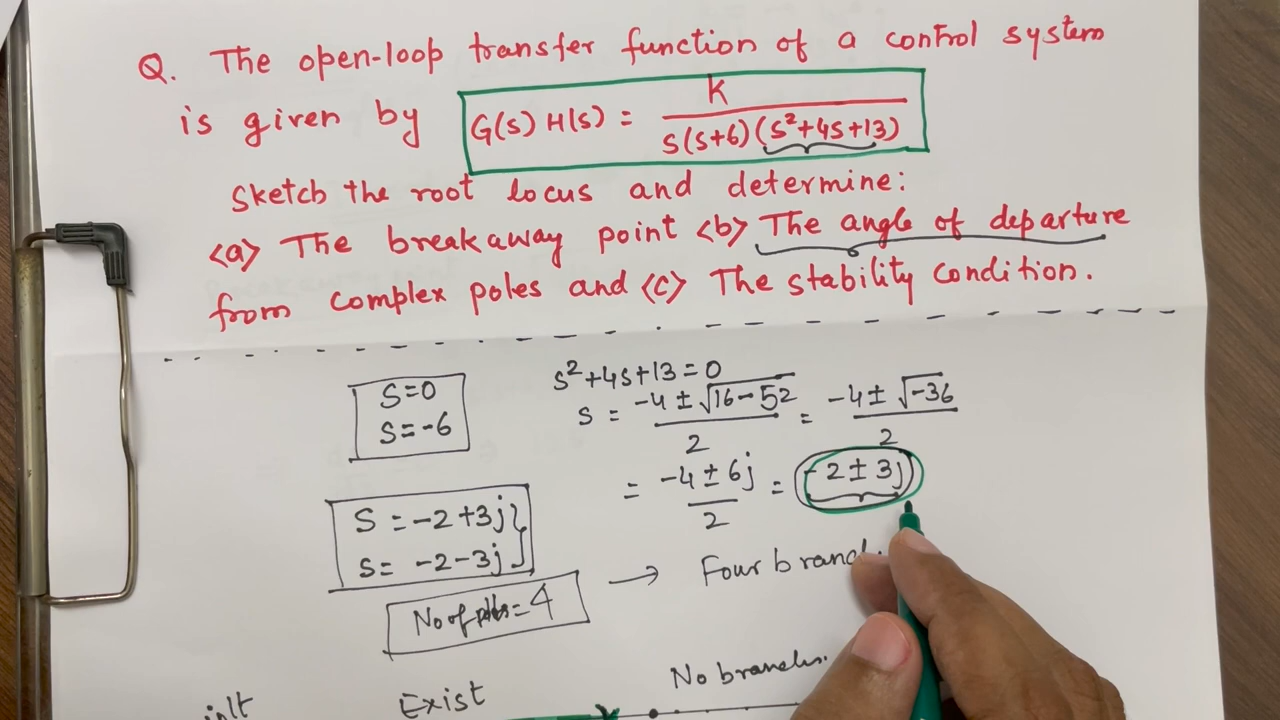 Q. The open-loop transfer function of a control system
is given by G(s) H(s) = K / s(s+6)(s²+4s+13)
Sketch the root locus and determine:
<a> The breakaway point <b> The angle of departure
from complex poles and <c> The stability condition.
s=0
s=-6
s²+4s+13=0
s = -4 ± √16-52 / 2 = -4 ± √-36 / 2
= -4 ± 6j / 2 = -2 ± 3j
s = -2+3j
s = -2-3j
No of = 4 → Four
No
Exist